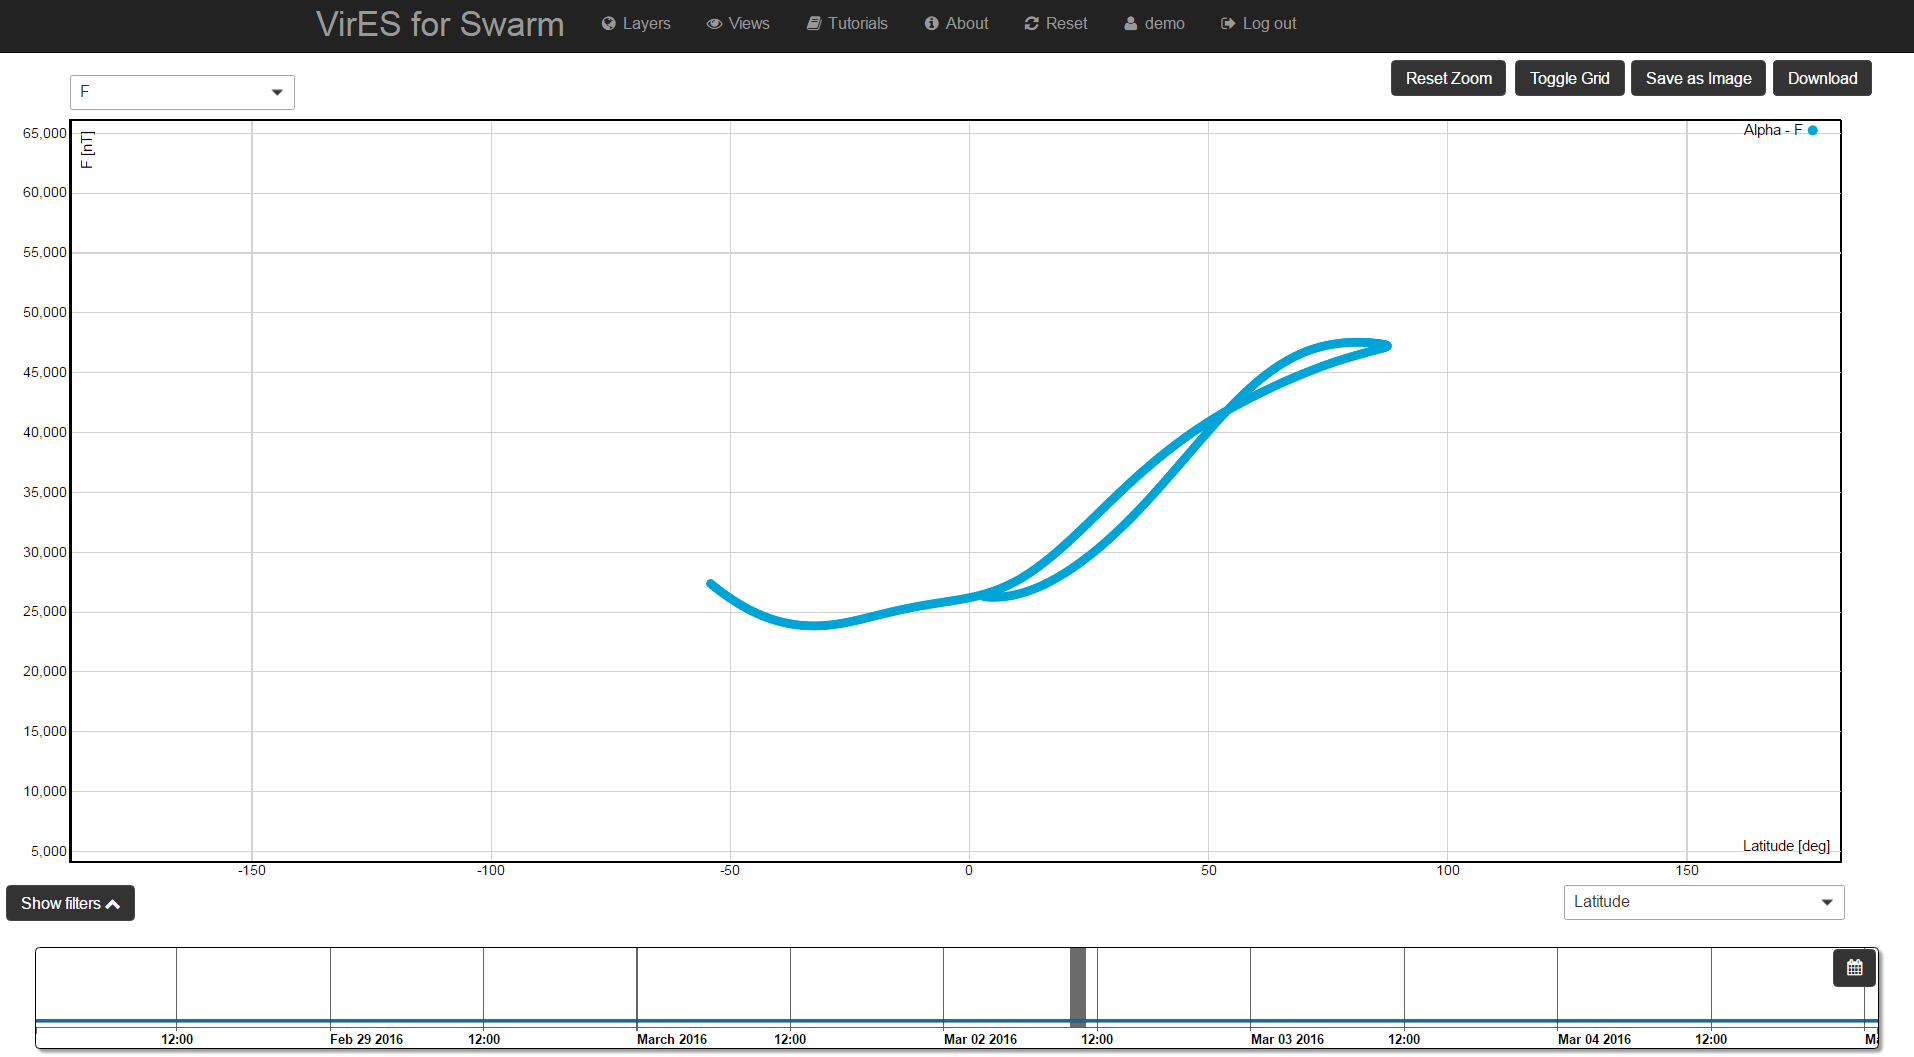 VirES for Swarm Layers Views Tutorials About Reset demo Log out
F
Reset Zoom Toggle Grid Save as Image Download
F [nT]
Alpha - F
65,000
60,000
55,000
50,000
45,000
40,000
35,000
30,000
25,000
20,000
15,000
10,000
5,000
Latitude [deg]
-150 -100 -50 0 50 100 150
Show filters
Latitude
12:00 Feb 29 2016 12:00 March 2016 12:00 Mar 02 2016 12:00 Mar 03 2016 12:00 Mar 04 2016 12:00